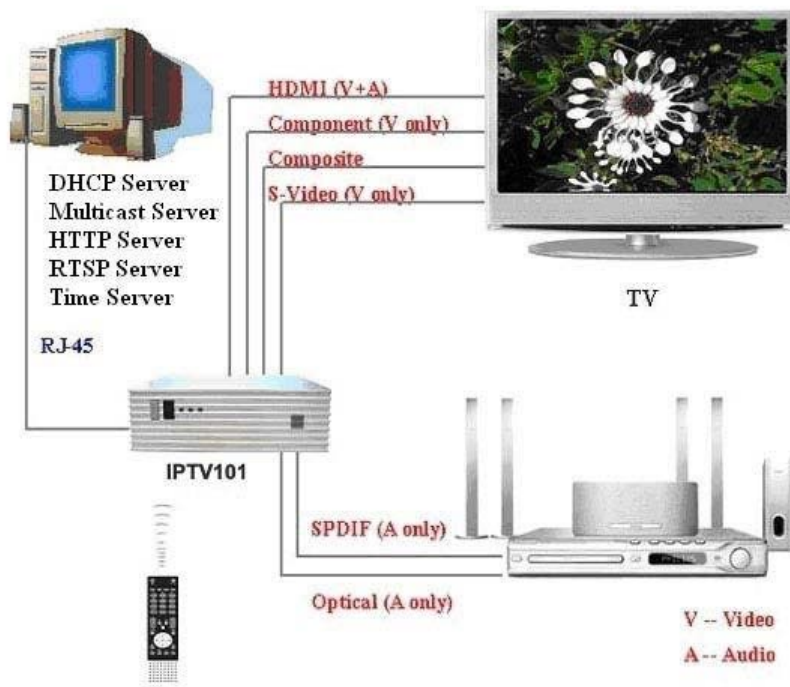 HDMI (V+A)
Component (V only)
Composite
S-Video (V only)
DHCP Server
Multicast Server
HTTP Server
RTSP Server
Time Server
TV
RJ-45
IPTV101
SPDIF (A only)
Optical (A only)
V -- Video
A -- Audio